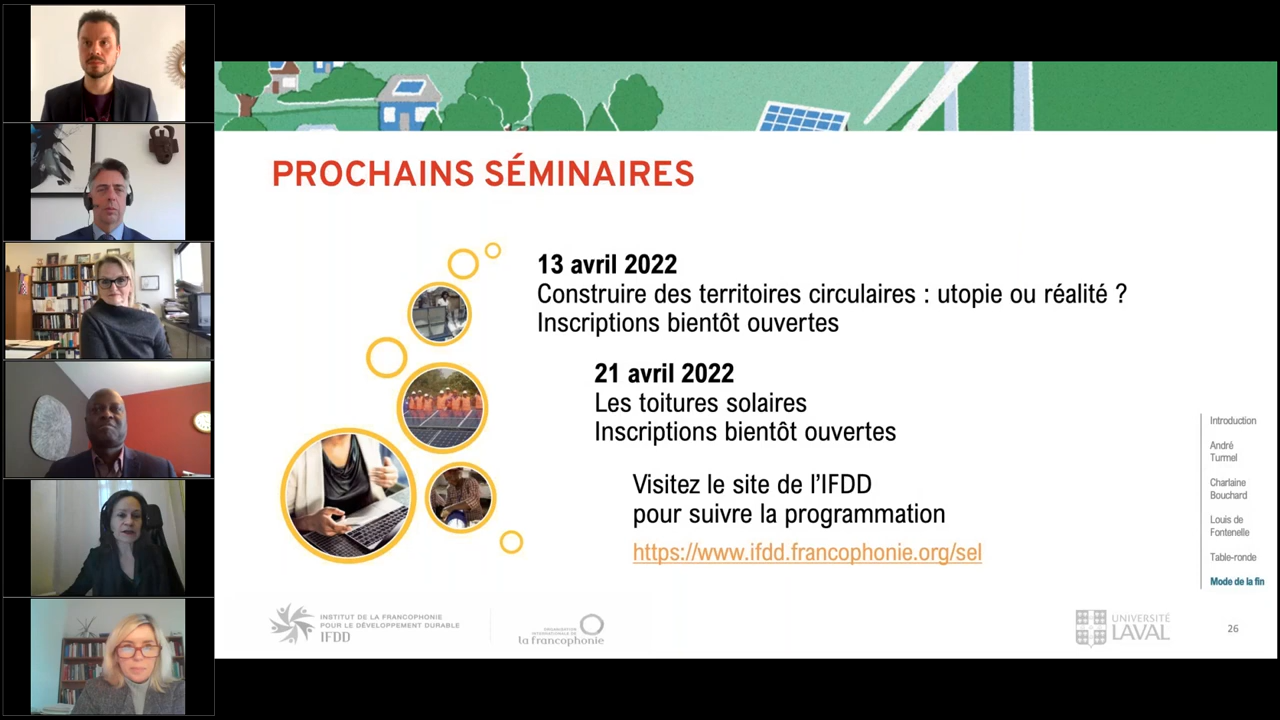 PROCHAINS SÉMINAIRES
13 avril 2022
Construire des territoires circulaires : utopie ou réalité ?
Inscriptions bientôt ouvertes
21 avril 2022
Les toitures solaires
Inscriptions bientôt ouvertes
Visitez le site de l'IFDD
pour suivre la programmation
https://www.ifdd.francophonie.org/sel
Introduction
André
Turmel
Charlaine
Bouchard
Louis de
Fontenelle
Table-ronde
Mode de la fin
INSTITUT DE LA FRANCOPHONIE
POUR LE DÉVELOPPEMENT DURABLE
IFDD
ORGANISATION
INTERNATIONALE DE
la francophonie
UNIVERSITÉ
LAVAL
26